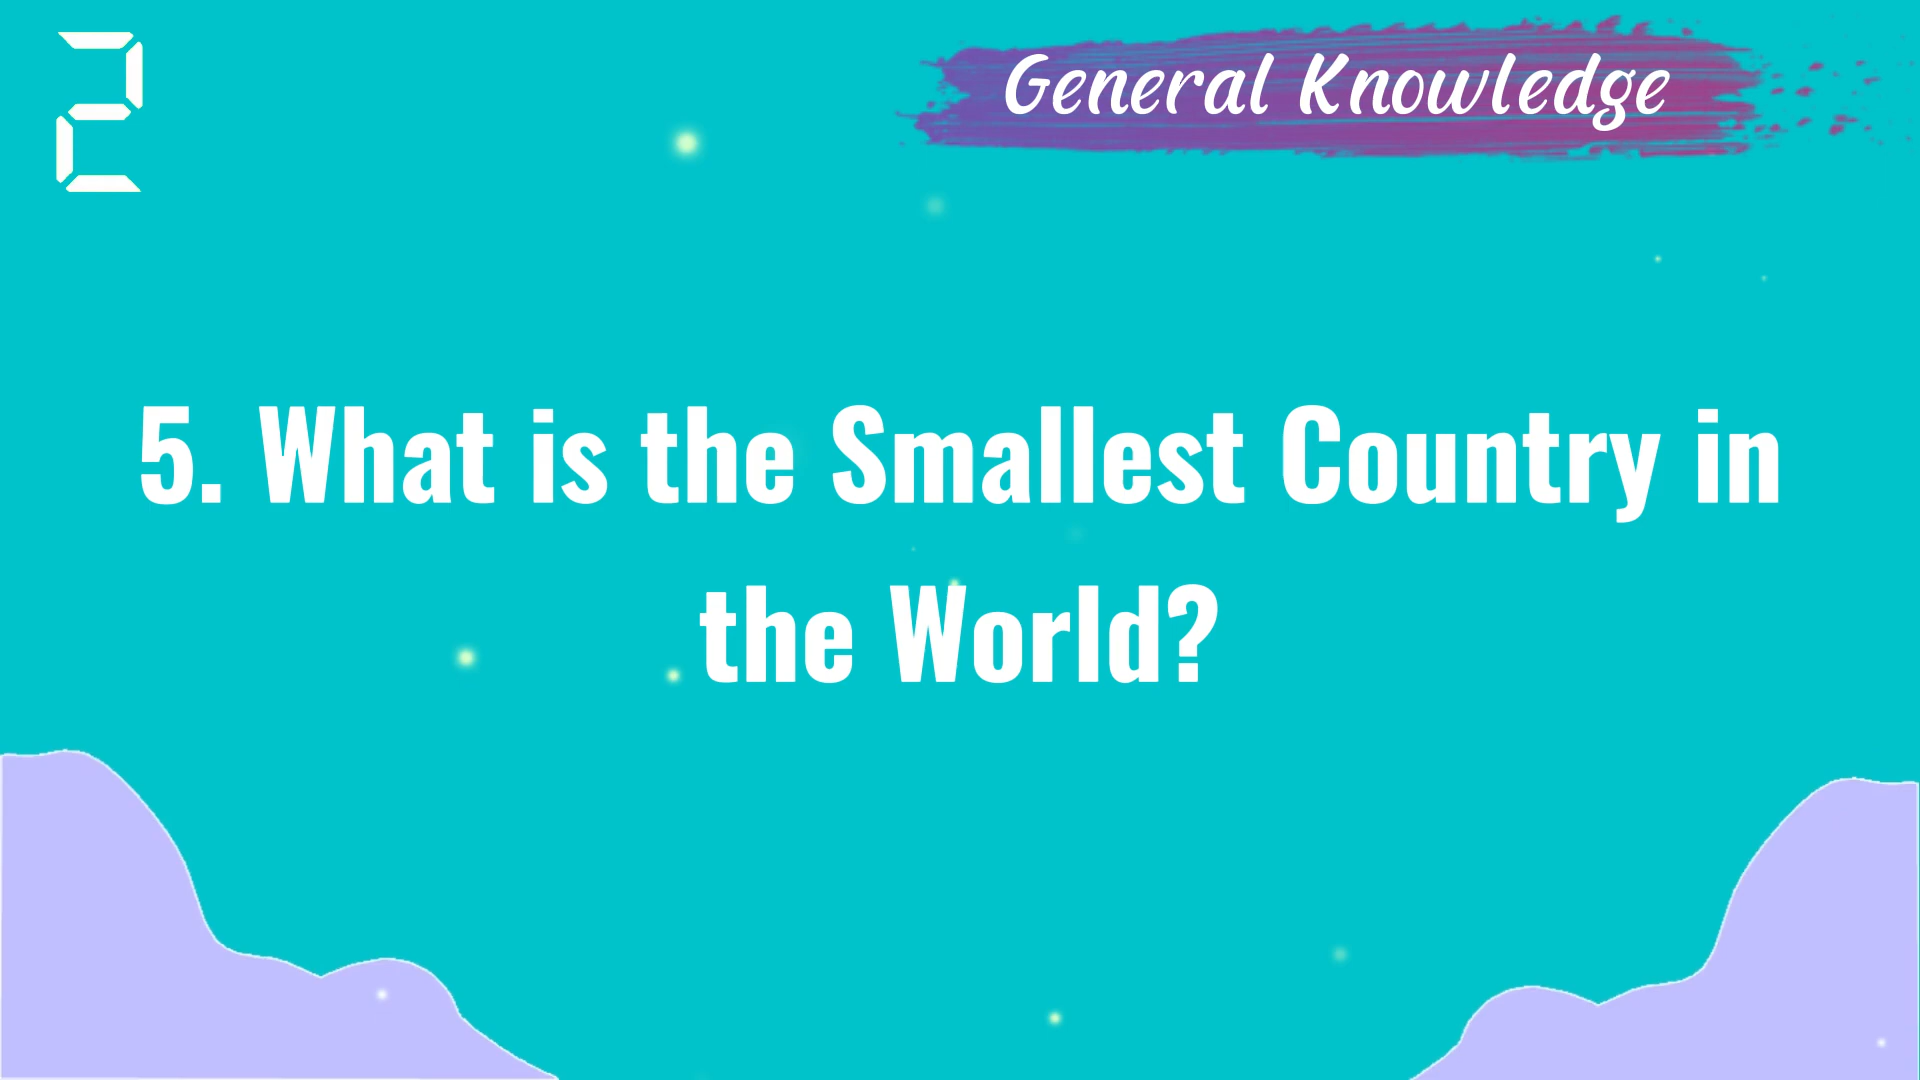 2
General Knowledge
5. What is the Smallest Country in
the World?